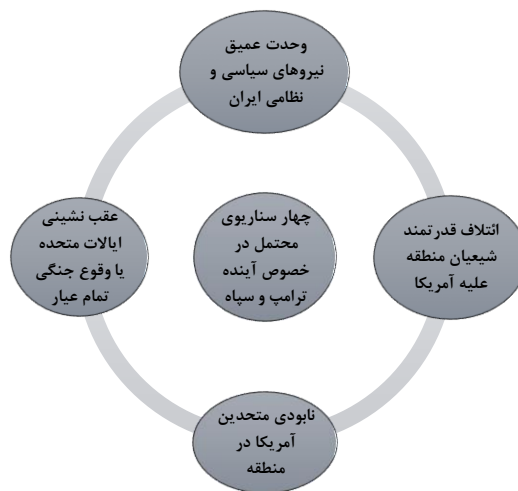 وحدت عمیق
نیروهای سیاسی و
نظامی ایران
ائتلاف قدرتمند
شیعیان منطقه
علیه آمریکا
چهار سناریوی
محتمل در
خصوص آینده
ترامپ و سپاه
عقب نشینی
ایالات متحده
یا وقوع جنگی
تمام عیار
نابودی متحدین
آمریکا در
منطقه